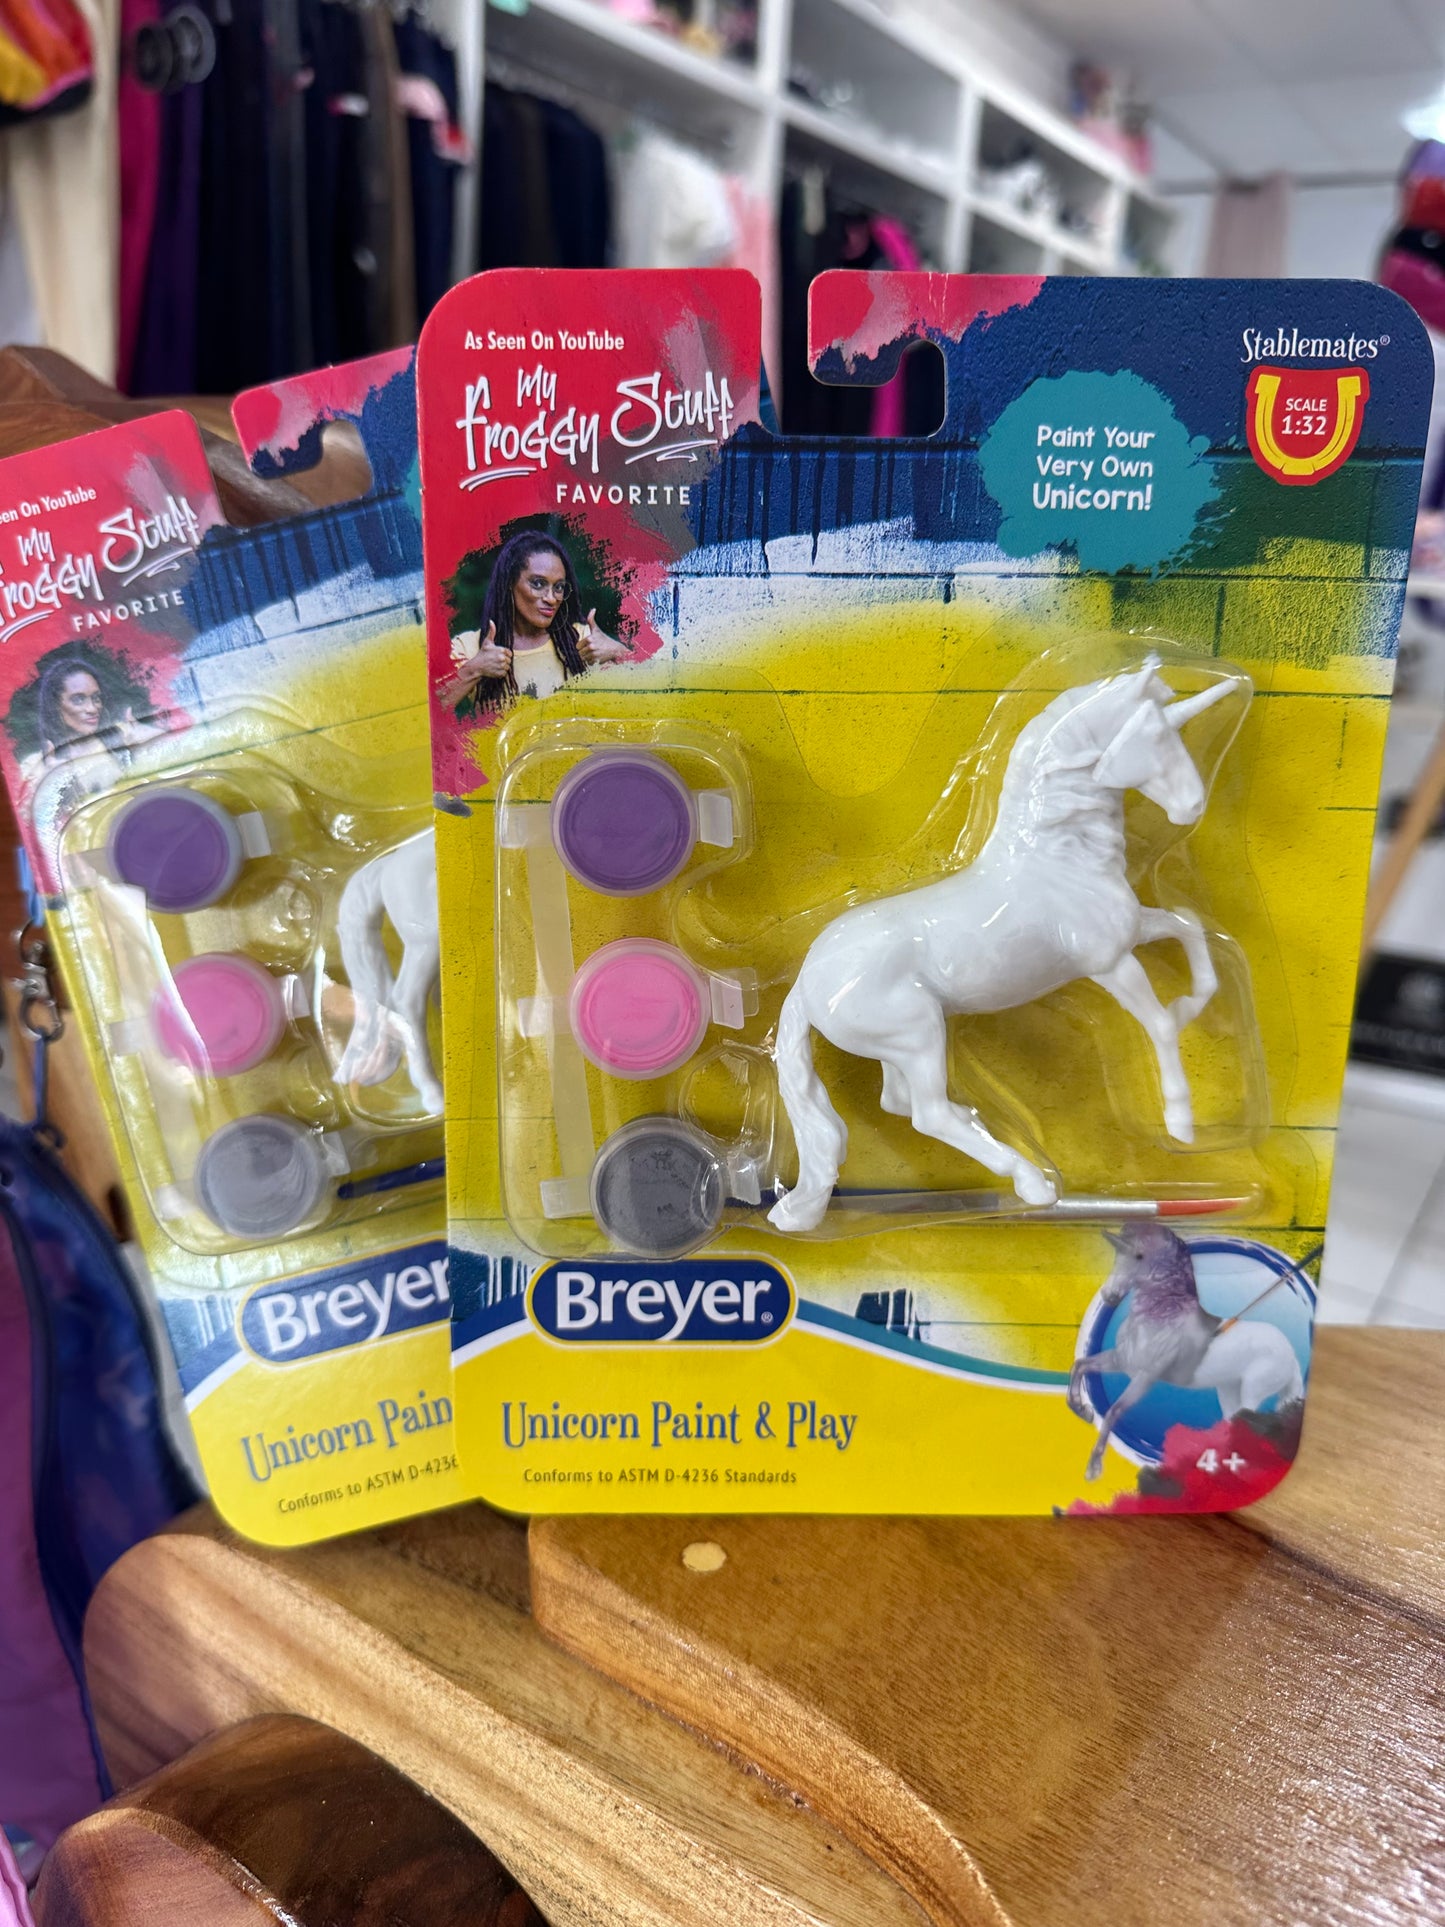 As Seen On YouTube
My
Froggy Stuff
FAVORITE
Stablemates®
SCALE
1:32
Paint Your
Very Own
Unicorn!
Breyer®
Unicorn Paint & Play
Conforms to ASTM D-4236 Standards
4+
een On YouTube
My
roggy Stuff
FAVORITE
Breyer
Unicorn Pain
Conforms to ASTM D-4236